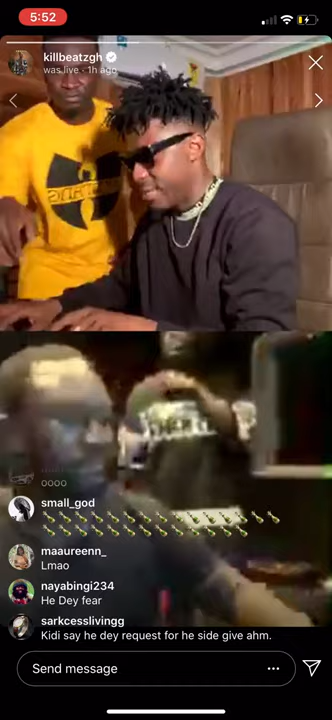 5:52
killbeatzgh
was live · 1h ago
oooo
small_god
🍾🍾🍾🍾🍾🍾🍾🍾🍾🍾🍾🍾🍾🍾🍾
🍾🍾🍾🍾🍾🍾🍾🍾🍾🍾🍾🍾🍾
maaureenn_
Lmao
nayabingi234
He Dey fear
sarkcesslivingg
Kidi say he dey request for he side give ahm.
Send message